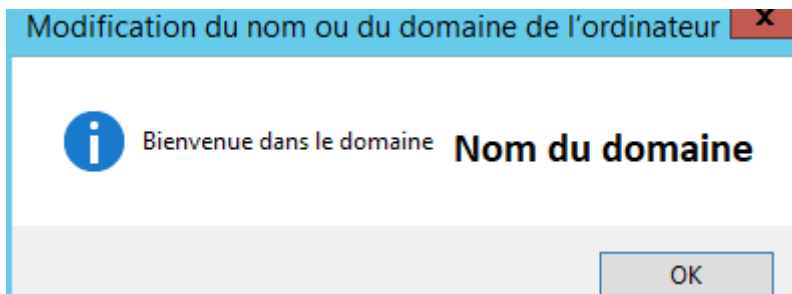 Modification du nom ou du domaine de l'ordinateur
x
Bienvenue dans le domaine Nom du domaine
OK